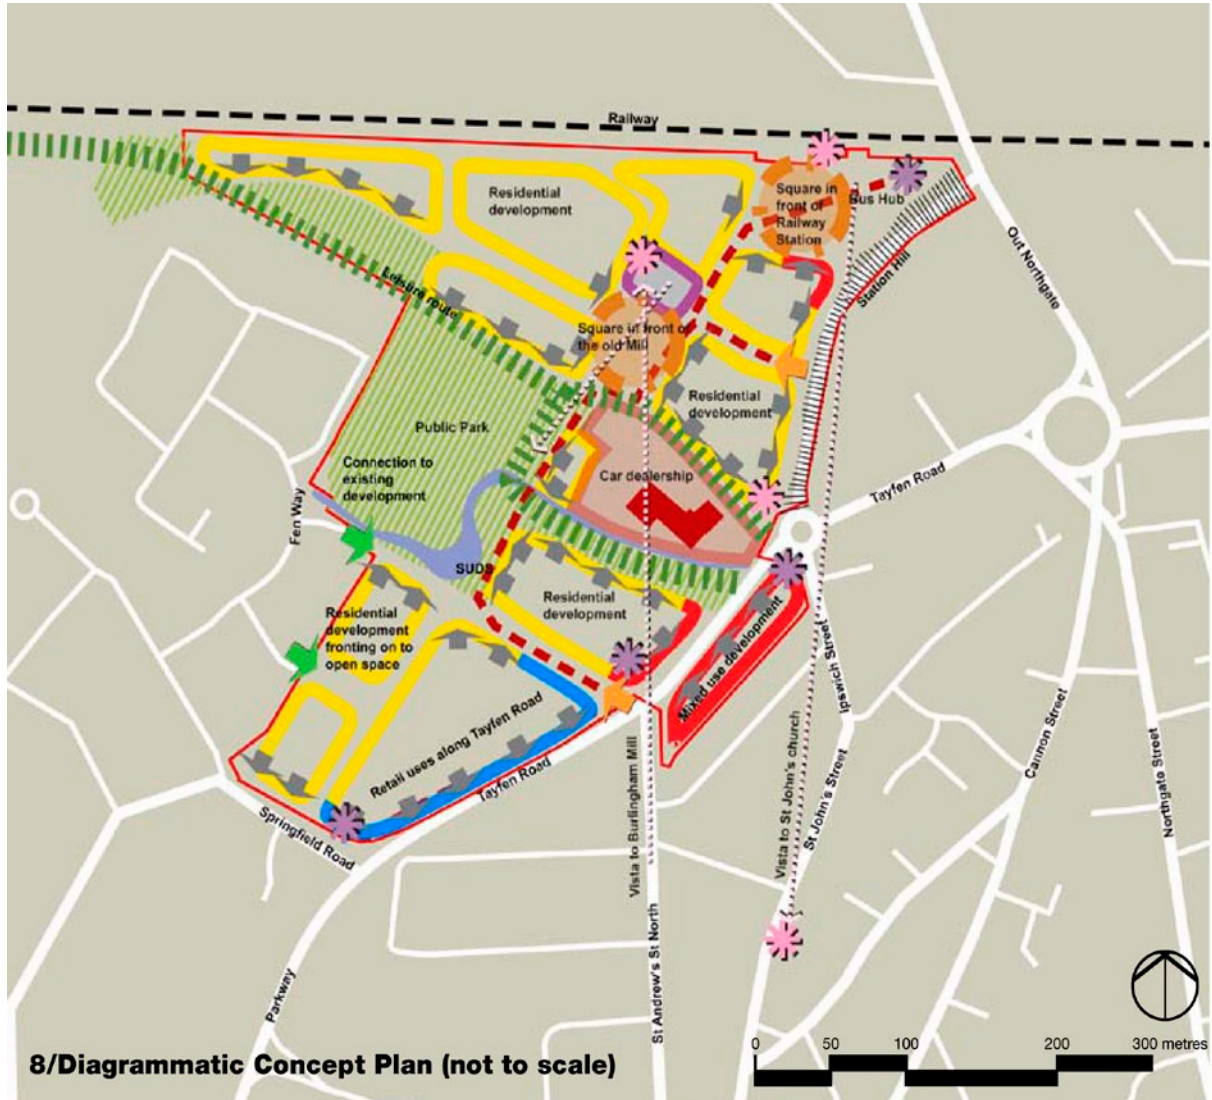 Railway
Residential
development
Square in
front of
Railway
Station
Bus Hub
Out Northgate
Station Hill
Leisure route
Square in front of
the old Mill
Residential
development
Public Park
Car dealership
Tayfen Road
Connection to
existing
development
Fen Way
SUDS
Residential
development
Residential
development
fronting on to
open space
Mixed use development
Ipswich Street
Retail uses along Tayfen Road
Tayfen Road
Springfield Road
Vista to Burlingham Mill
Vista to St John's church
St John's Street
Cannon Street
Northgate Street
Parkway
St Andrew's St North
8/Diagrammatic Concept Plan (not to scale)
0 50 100 200 300 metres